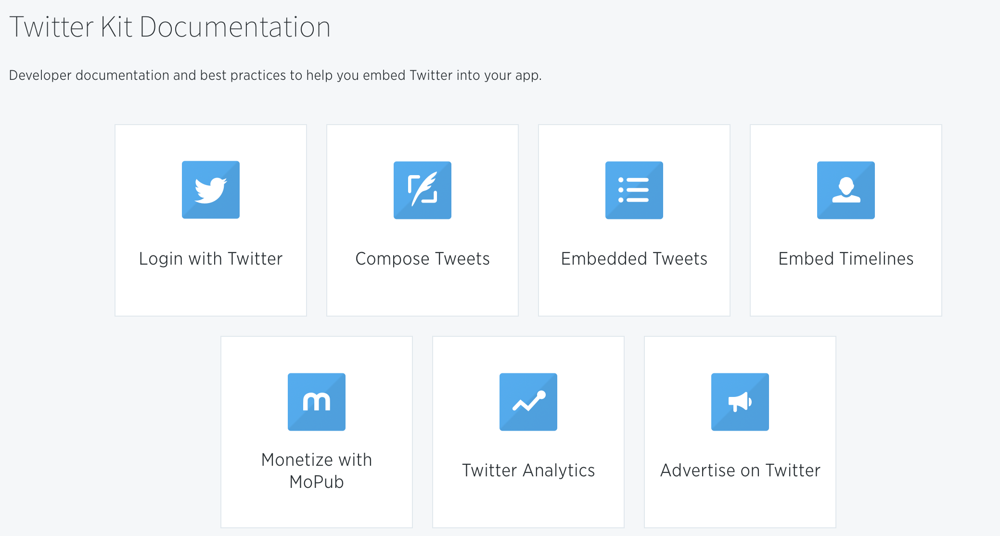 Twitter Kit Documentation
Developer documentation and best practices to help you embed Twitter into your app.
Login with Twitter
Compose Tweets
Embedded Tweets
Embed Timelines
m
Monetize with
MoPub
Twitter Analytics
Advertise on Twitter